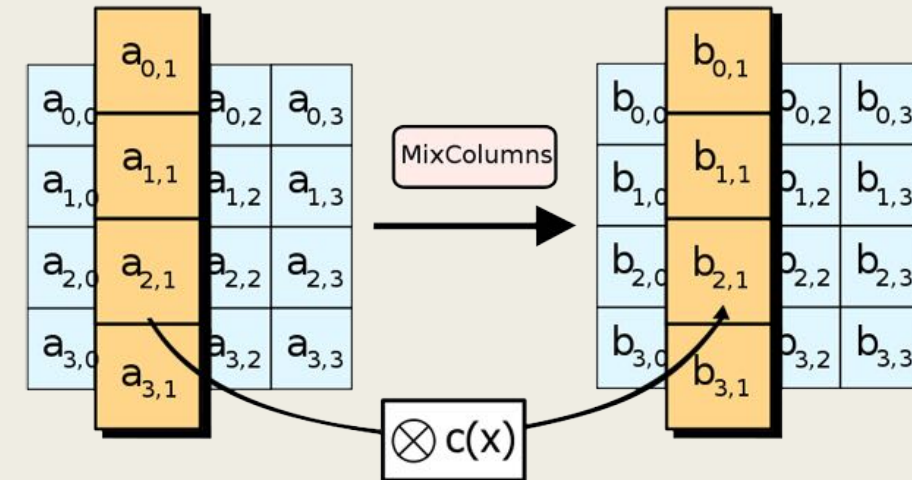 a0,1
a0,0 a0,2 a0,3
a1,1
a1,0 a1,2 a1,3
a2,1
a2,0 a2,2 a2,3
a3,1
a3,0 a3,2 a3,3
MixColumns
b0,1
b0,0 b0,2 b0,3
b1,1
b1,0 b1,2 b1,3
b2,1
b2,0 b2,2 b2,3
b3,1
b3,0 b3,2 b3,3
⊗ c(x)